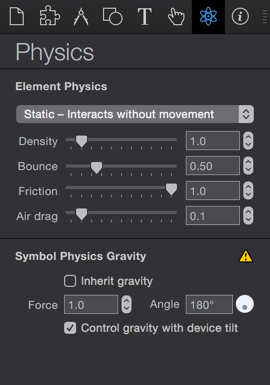 Physics
Element Physics
Static – Interacts without movement
Density 1.0
Bounce 0.50
Friction 1.0
Air drag 0.1
Symbol Physics Gravity
Inherit gravity
Force 1.0 Angle 180°
Control gravity with device tilt